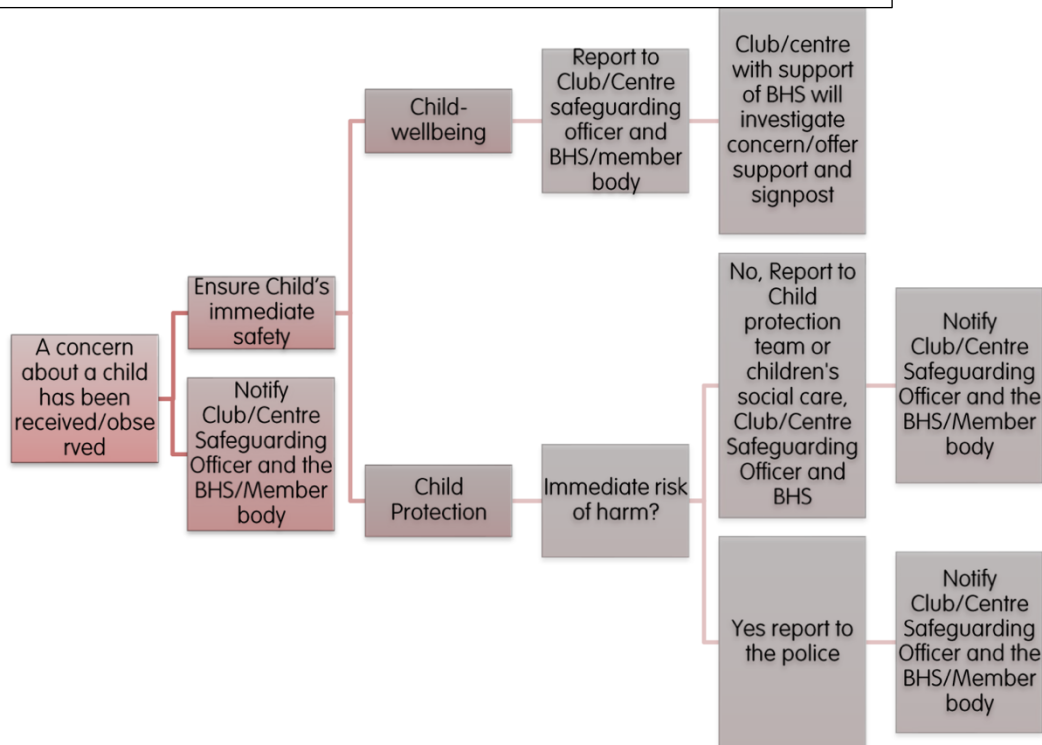 A concern
about a child
has been
received/obse
rved
Ensure Child's
immediate
safety
Notify
Club/Centre
Safeguarding
Officer and the
BHS/Member
body
Child-
wellbeing
Report to
Club/Centre
safeguarding
officer and
BHS/member
body
Club/centre
with support
of BHS will
investigate
concern/offer
support and
signpost
Child
Protection
Immediate risk
of harm?
No, Report to
Child
protection
team or
children's
social care,
Club/Centre
Safeguarding
Officer and
BHS
Notify
Club/Centre
Safeguarding
Officer and the
BHS/Member
body
Yes report to
the police
Notify
Club/Centre
Safeguarding
Officer and the
BHS/Member
body